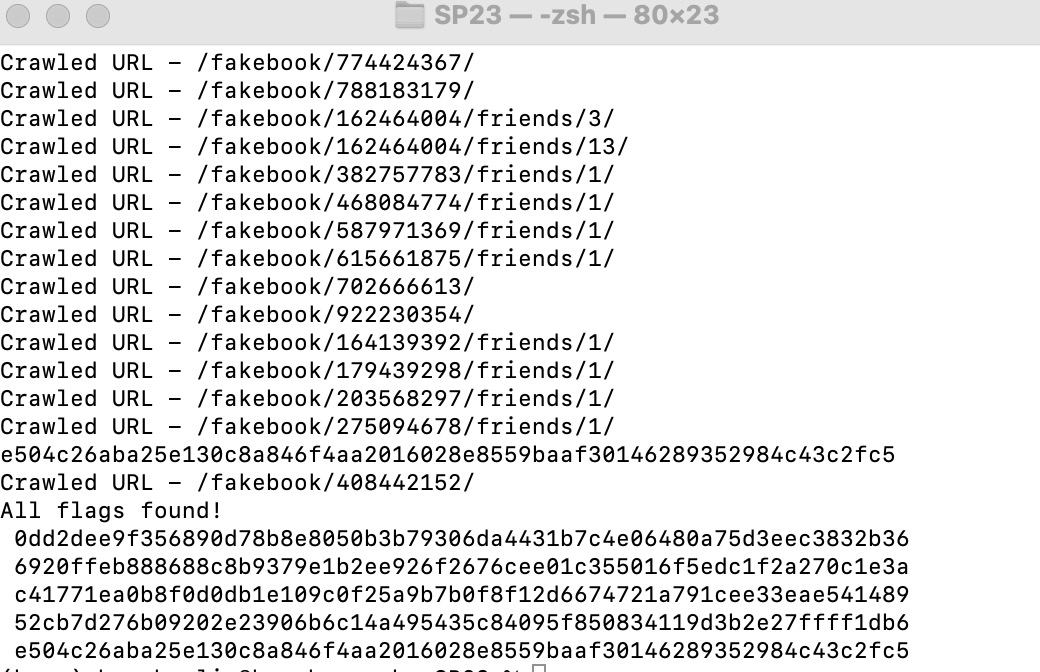 SP23 — -zsh — 80×23
Crawled URL – /fakebook/774424367/
Crawled URL – /fakebook/788183179/
Crawled URL – /fakebook/162464004/friends/3/
Crawled URL – /fakebook/162464004/friends/13/
Crawled URL – /fakebook/382757783/friends/1/
Crawled URL – /fakebook/468084774/friends/1/
Crawled URL – /fakebook/587971369/friends/1/
Crawled URL – /fakebook/615661875/friends/1/
Crawled URL – /fakebook/702666613/
Crawled URL – /fakebook/922230354/
Crawled URL – /fakebook/164139392/friends/1/
Crawled URL – /fakebook/179439298/friends/1/
Crawled URL – /fakebook/203568297/friends/1/
Crawled URL – /fakebook/275094678/friends/1/
e504c26aba25e130c8a846f4aa2016028e8559baaf30146289352984c43c2fc5
Crawled URL – /fakebook/408442152/
All flags found!
0dd2dee9f356890d78b8e8050b3b79306da4431b7c4e06480a75d3eec3832b36
6920ffeb888688c8b9379e1b2ee926f2676cee01c355016f5edc1f2a270c1e3a
c41771ea0b8f0d0db1e109c0f25a9b7b0f8f12d6674721a791cee33eae541489
52cb7d276b09202e23906b6c14a495435c84095f850834119d3b2e27ffff1db6
e504c26aba25e130c8a846f4aa2016028e8559baaf30146289352984c43c2fc5